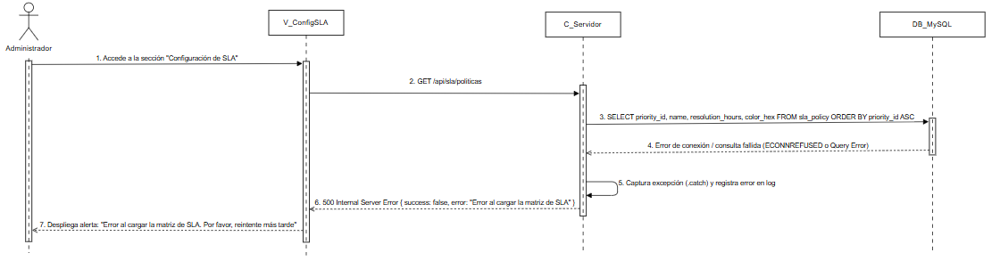 V_ConfigSLA
C_Servidor
DB_MySQL
Administrador
1. Accede a la sección "Configuración de SLA"
2. GET /api/sla/politicas
3. SELECT priority_id, name, resolution_hours, color_hex FROM sla_policy ORDER BY priority_id ASC
4. Error de conexión / consulta fallida (ECONNREFUSED o Query Error)
5. Captura excepción (.catch) y registra error en log
6. 500 Internal Server Error { success: false, error: "Error al cargar la matriz de SLA" }
7. Despliega alerta: "Error al cargar la matriz de SLA. Por favor, reintente más tarde"